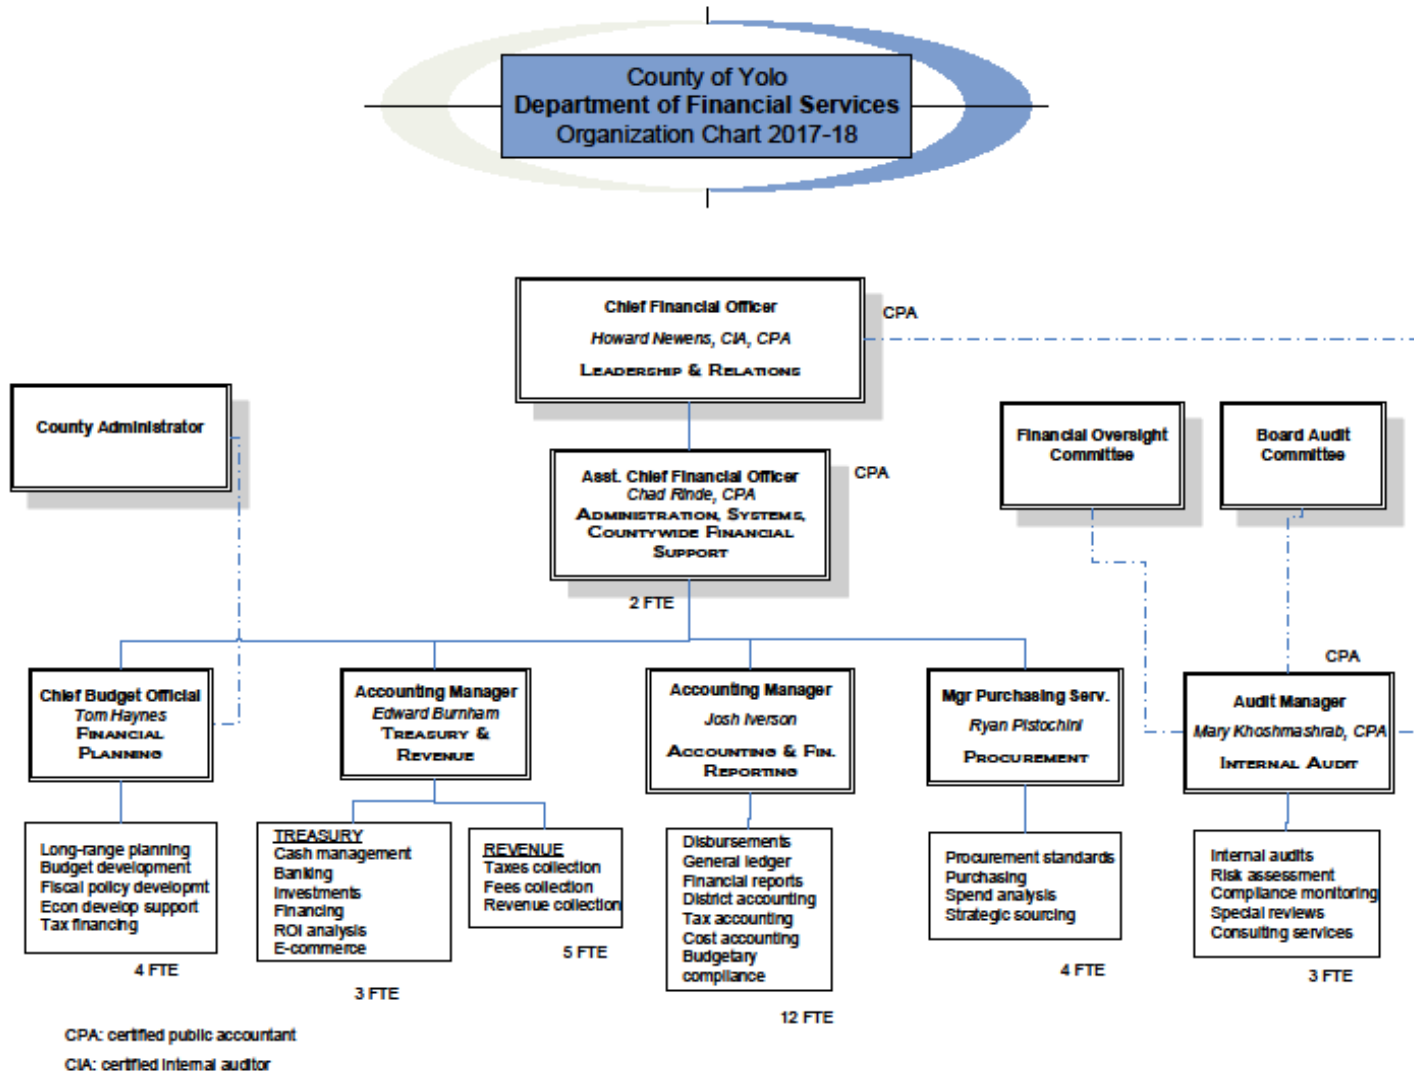 County of Yolo
Department of Financial Services
Organization Chart 2017-18
Chief Financial Officer
Howard Newens, CIA, CPA
LEADERSHIP & RELATIONS
CPA
County Administrator
Asst. Chief Financial Officer
Chad Rinde, CPA
ADMINISTRATION, SYSTEMS,
COUNTYWIDE FINANCIAL
SUPPORT
CPA
2 FTE
Financial Oversight
Committee
Board Audit
Committee
Chief Budget Official
Tom Haynes
FINANCIAL
PLANNING
Accounting Manager
Edward Burnham
TREASURY &
REVENUE
Accounting Manager
Josh Iverson
ACCOUNTING & FIN.
REPORTING
Mgr Purchasing Serv.
Ryan Pistochini
PROCUREMENT
CPA
Audit Manager
Mary Khoshmashrab, CPA
INTERNAL AUDIT
Long-range planning
Budget development
Fiscal policy developmt
Econ develop support
Tax financing
4 FTE
TREASURY
Cash management
Banking
Investments
Financing
ROI analysis
E-commerce
3 FTE
REVENUE
Taxes collection
Fees collection
Revenue collection
5 FTE
Disbursements
General ledger
Financial reports
District accounting
Tax accounting
Cost accounting
Budgetary
compliance
12 FTE
Procurement standards
Purchasing
Spend analysis
Strategic sourcing
4 FTE
Internal audits
Risk assessment
Compliance monitoring
Special reviews
Consulting services
3 FTE
CPA: certified public accountant
CIA: certified internal auditor